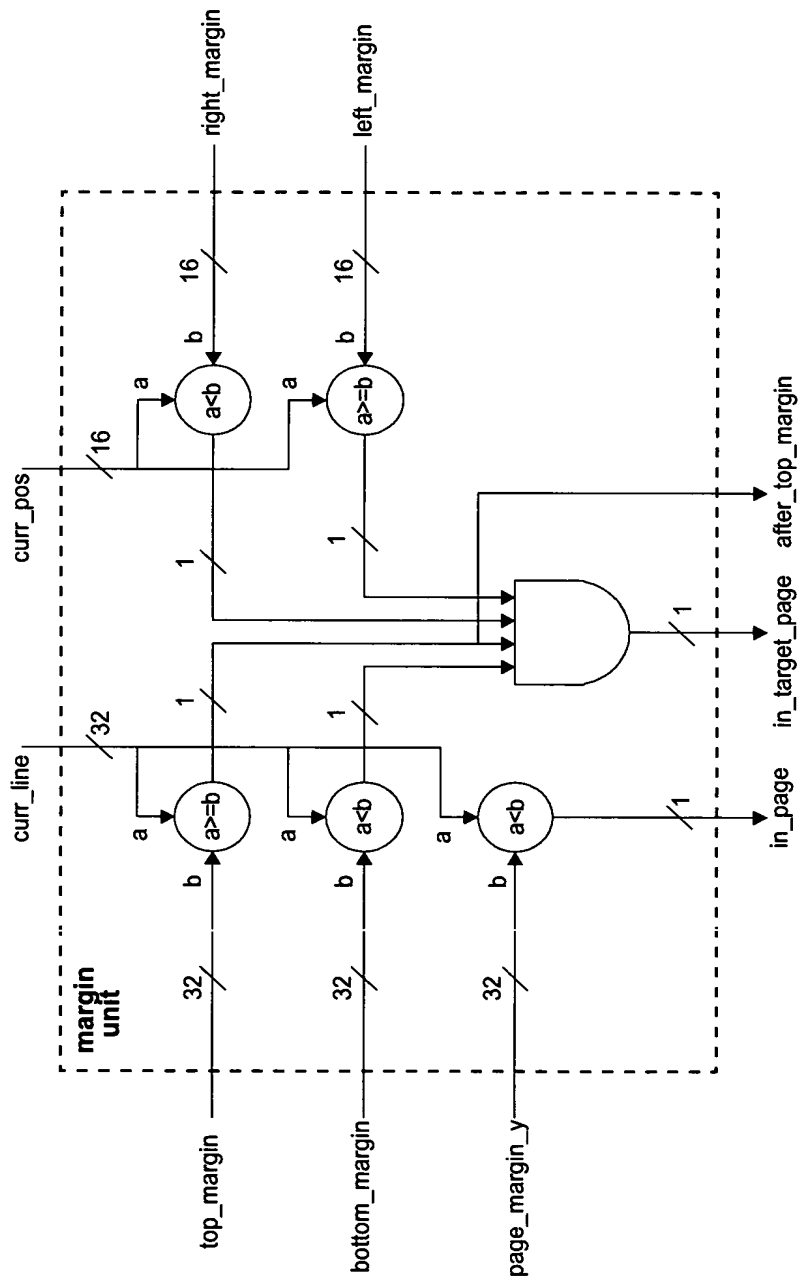 curr_line
curr_pos
margin
unit
32
16
top_margin
32
b
a
a>=b
1
1
a
a<b
b
16
right_margin
bottom_margin
32
b
a
a<b
1
1
a
a>=b
b
16
left_margin
page_margin_y
32
b
a
a<b
1
1
in_page
in_target_page
after_top_margin